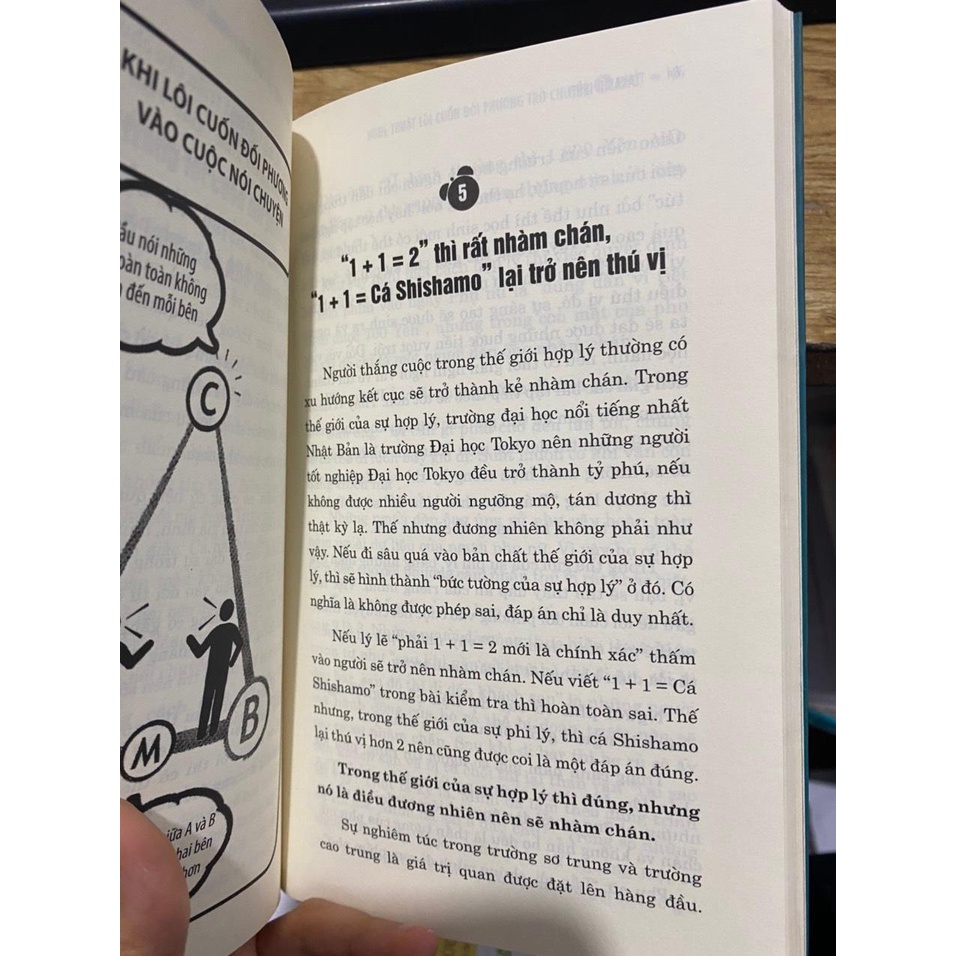 KHI LÔI CUỐN ĐỐI PHƯƠNG
VÀO CUỘC NÓI CHUYỆN
nói những
toàn không
đến mỗi bên
C
B
M
giữa A và B
hai bên
hơn
5
“1 + 1 = 2” thì rất nhàm chán,
“1 + 1 = Cá Shishamo” lại trở nên thú vị
Người thắng cuộc trong thế giới hợp lý thường có
xu hướng kết cục sẽ trở thành kẻ nhàm chán. Trong
thế giới của sự hợp lý, trường đại học nổi tiếng nhất
Nhật Bản là trường Đại học Tokyo nên những người
tốt nghiệp Đại học Tokyo đều trở thành tỷ phú, nếu
không được nhiều người ngưỡng mộ, tán dương thì
thật kỳ lạ. Thế nhưng đương nhiên không phải như
vậy. Nếu đi sâu quá vào bản chất thế giới của sự hợp
lý, thì sẽ hình thành “bức tường của sự hợp lý” ở đó. Có
nghĩa là không được phép sai, đáp án chỉ là duy nhất.
Nếu lý lẽ “phải 1 + 1 = 2 mới là chính xác” thấm
vào người sẽ trở nên nhàm chán. Nếu viết “1 + 1 = Cá
Shishamo” trong bài kiểm tra thì hoàn toàn sai. Thế
nhưng, trong thế giới của sự phi lý, thì cá Shishamo
lại thú vị hơn 2 nên cũng được coi là một đáp án đúng.
Trong thế giới của sự hợp lý thì đúng, nhưng
nó là điều đương nhiên nên sẽ nhàm chán.
Sự nghiêm túc trong trường sơ trung và trường
cao trung là giá trị quan được đặt lên hàng đầu.